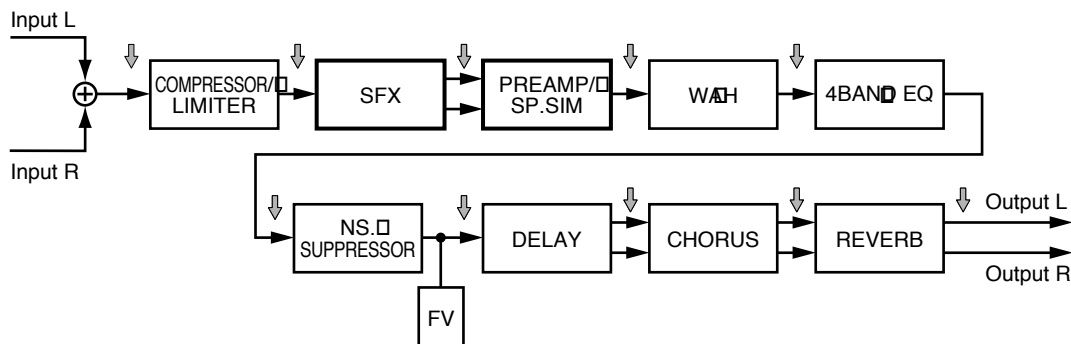 Input L
COMPRESSOR/
LIMITER
SFX
PREAMP/
SP.SIM
WAH
4BAND EQ
Input R
NS.
SUPPRESSOR
DELAY
CHORUS
REVERB
Output L
Output R
FV